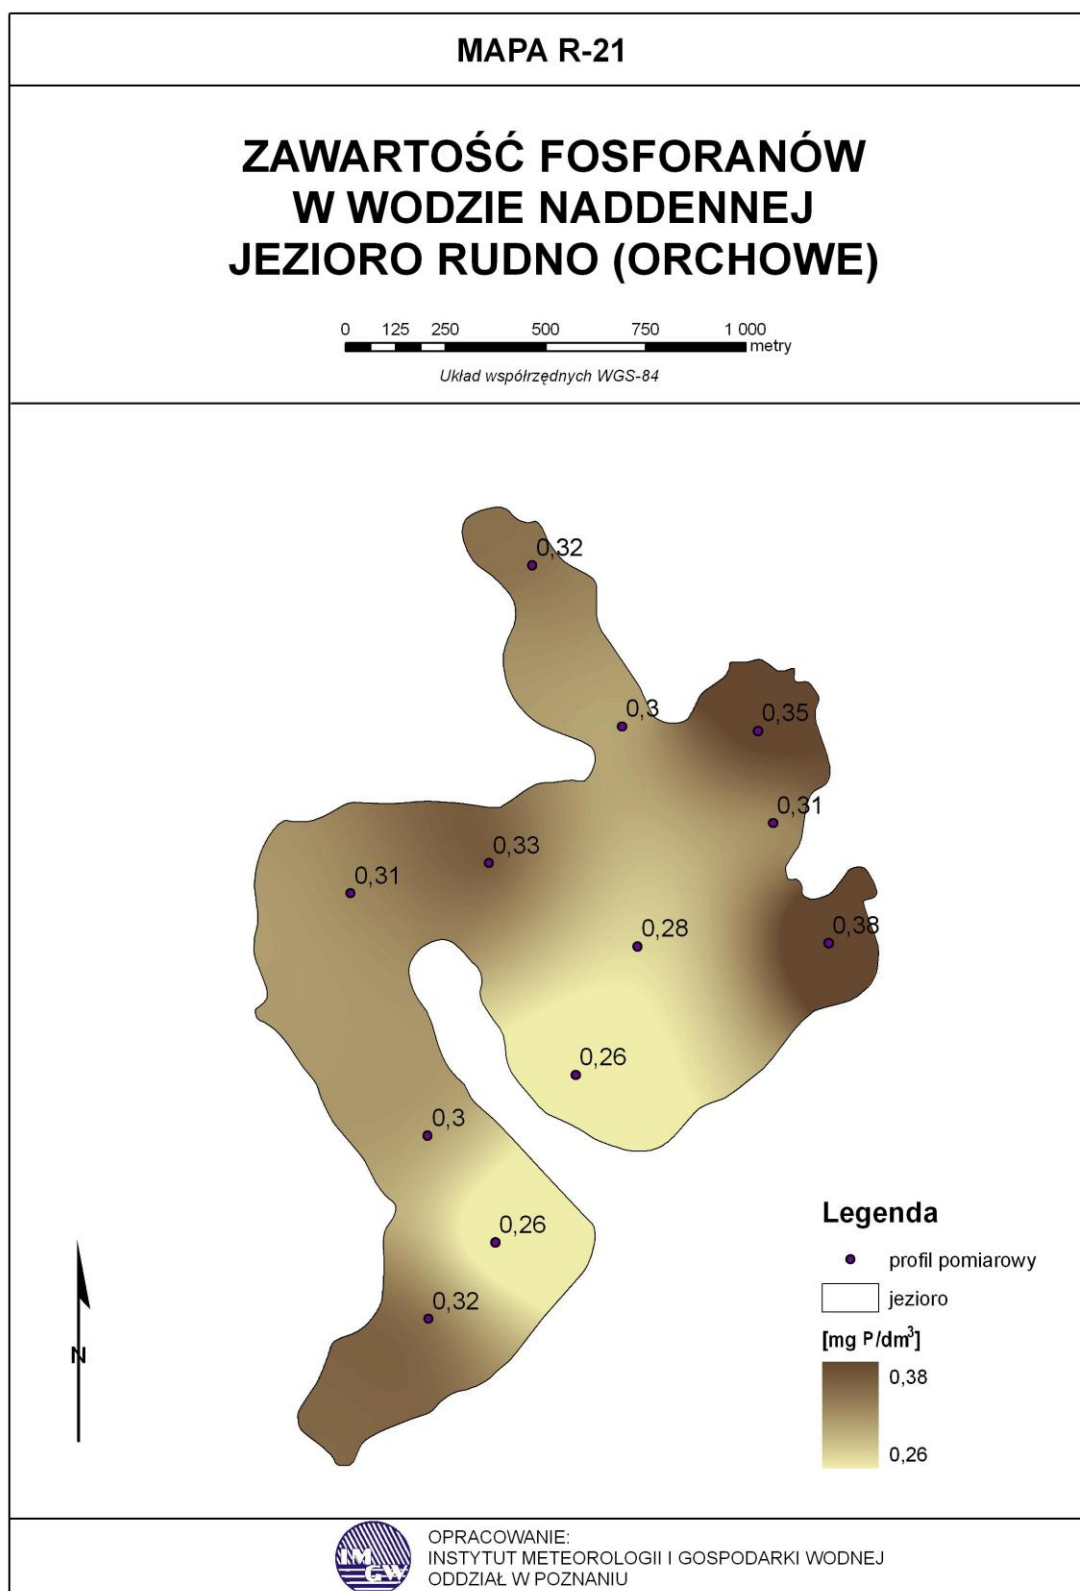 MAPA R-21
ZAWARTOŚĆ FOSFORANÓW
W WODZIE NADDENNEJ
JEZIORO RUDNO (ORCHOWE)
0 125 250 500 750 1 000
metry
Układ współrzędnych WGS-84
0,32
0,3
0,35
0,31
0,33
0,31
0,28
0,38
0,26
0,3
0,26
0,32
N
Legenda
profil pomiarowy
jezioro
[mg P/dm³]
0,38
0,26
IM
GW
OPRACOWANIE:
INSTYTUT METEOROLOGII I GOSPODARKI WODNEJ
ODDZIAŁ W POZNANIU